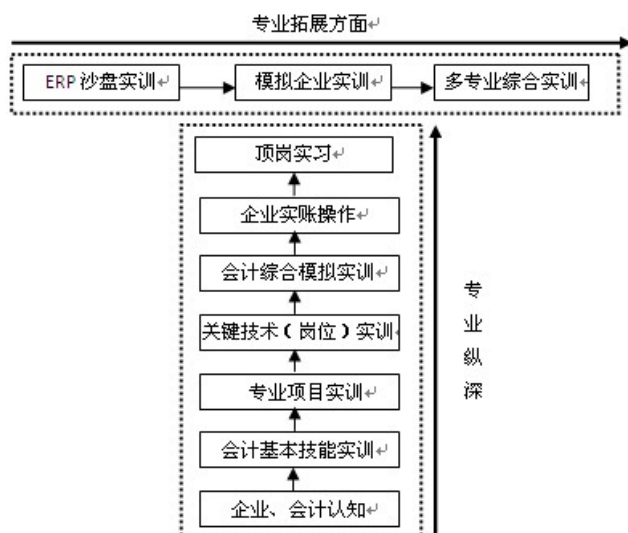 专业拓展方面
ERP 沙盘实训
模拟企业实训
多专业综合实训
顶岗实习
企业实账操作
会计综合模拟实训
关键技术（岗位）实训
专业项目实训
会计基本技能实训
企业、会计认知
专
业
纵
深